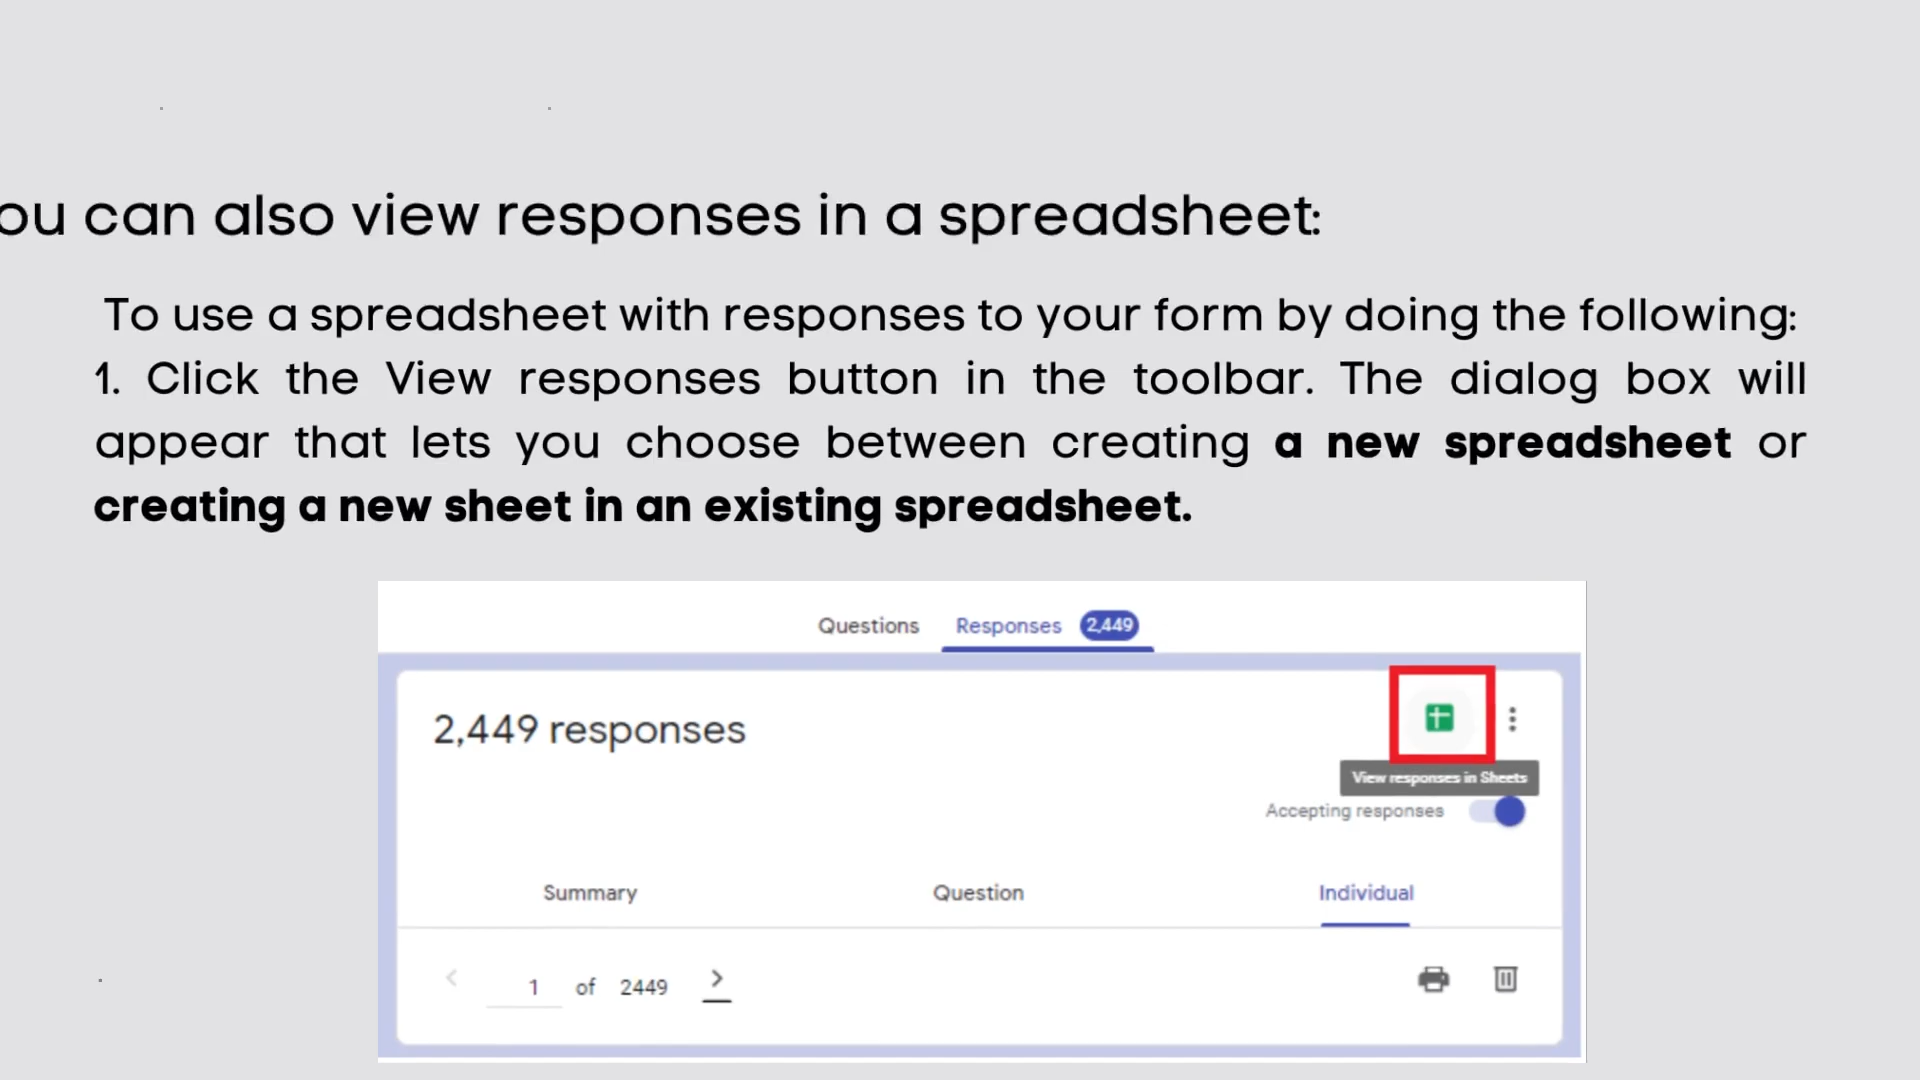 ou can also view responses in a spreadsheet:
To use a spreadsheet with responses to your form by doing the following:
1. Click the View responses button in the toolbar. The dialog box will
appear that lets you choose between creating a new spreadsheet or
creating a new sheet in an existing spreadsheet.
Questions Responses 2,449
2,449 responses
View responses in Sheets
Accepting responses
Summary Question Individual
1 of 2449